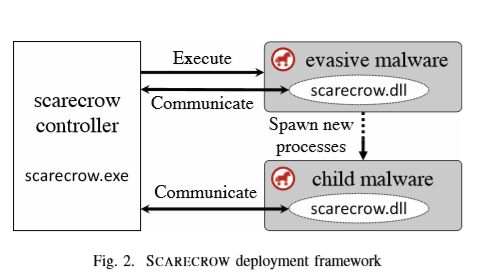 Execute
evasive malware
scarecrow.dll
scarecrow
controller
scarecrow.exe
Communicate
Spawn new
processes
child malware
Communicate
scarecrow.dll
Fig. 2. SCARECROW deployment framework